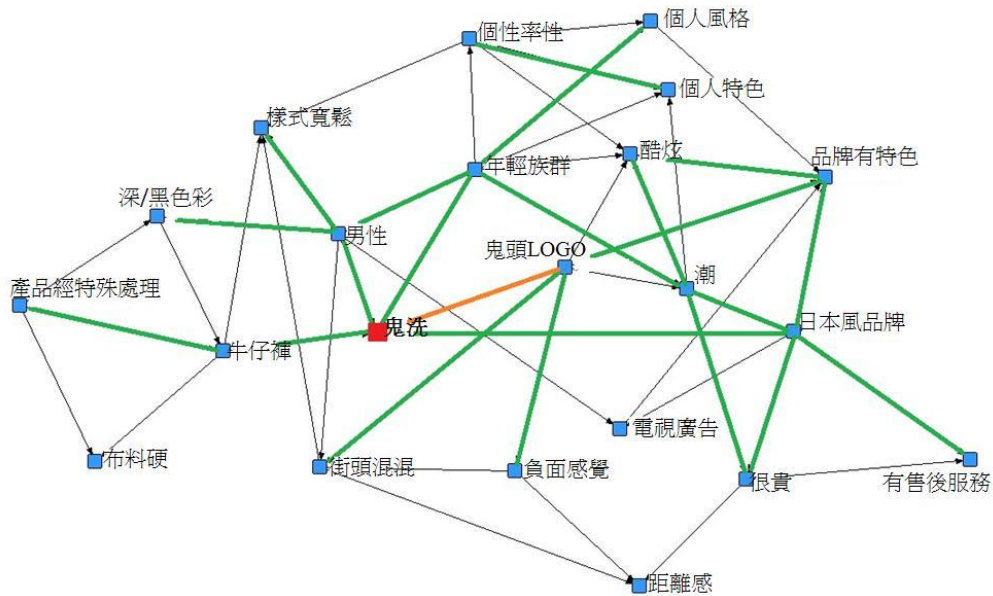 個性率性
個人風格
個人特色
樣式寬鬆
年輕族群
酷炫
品牌有特色
深/黑色彩
男性
鬼頭LOGO
潮
產品經特殊處理
鬼洗
日本風品牌
牛仔褲
電視廣告
布料硬
街頭混混
負面感覺
很貴
有售後服務
距離感